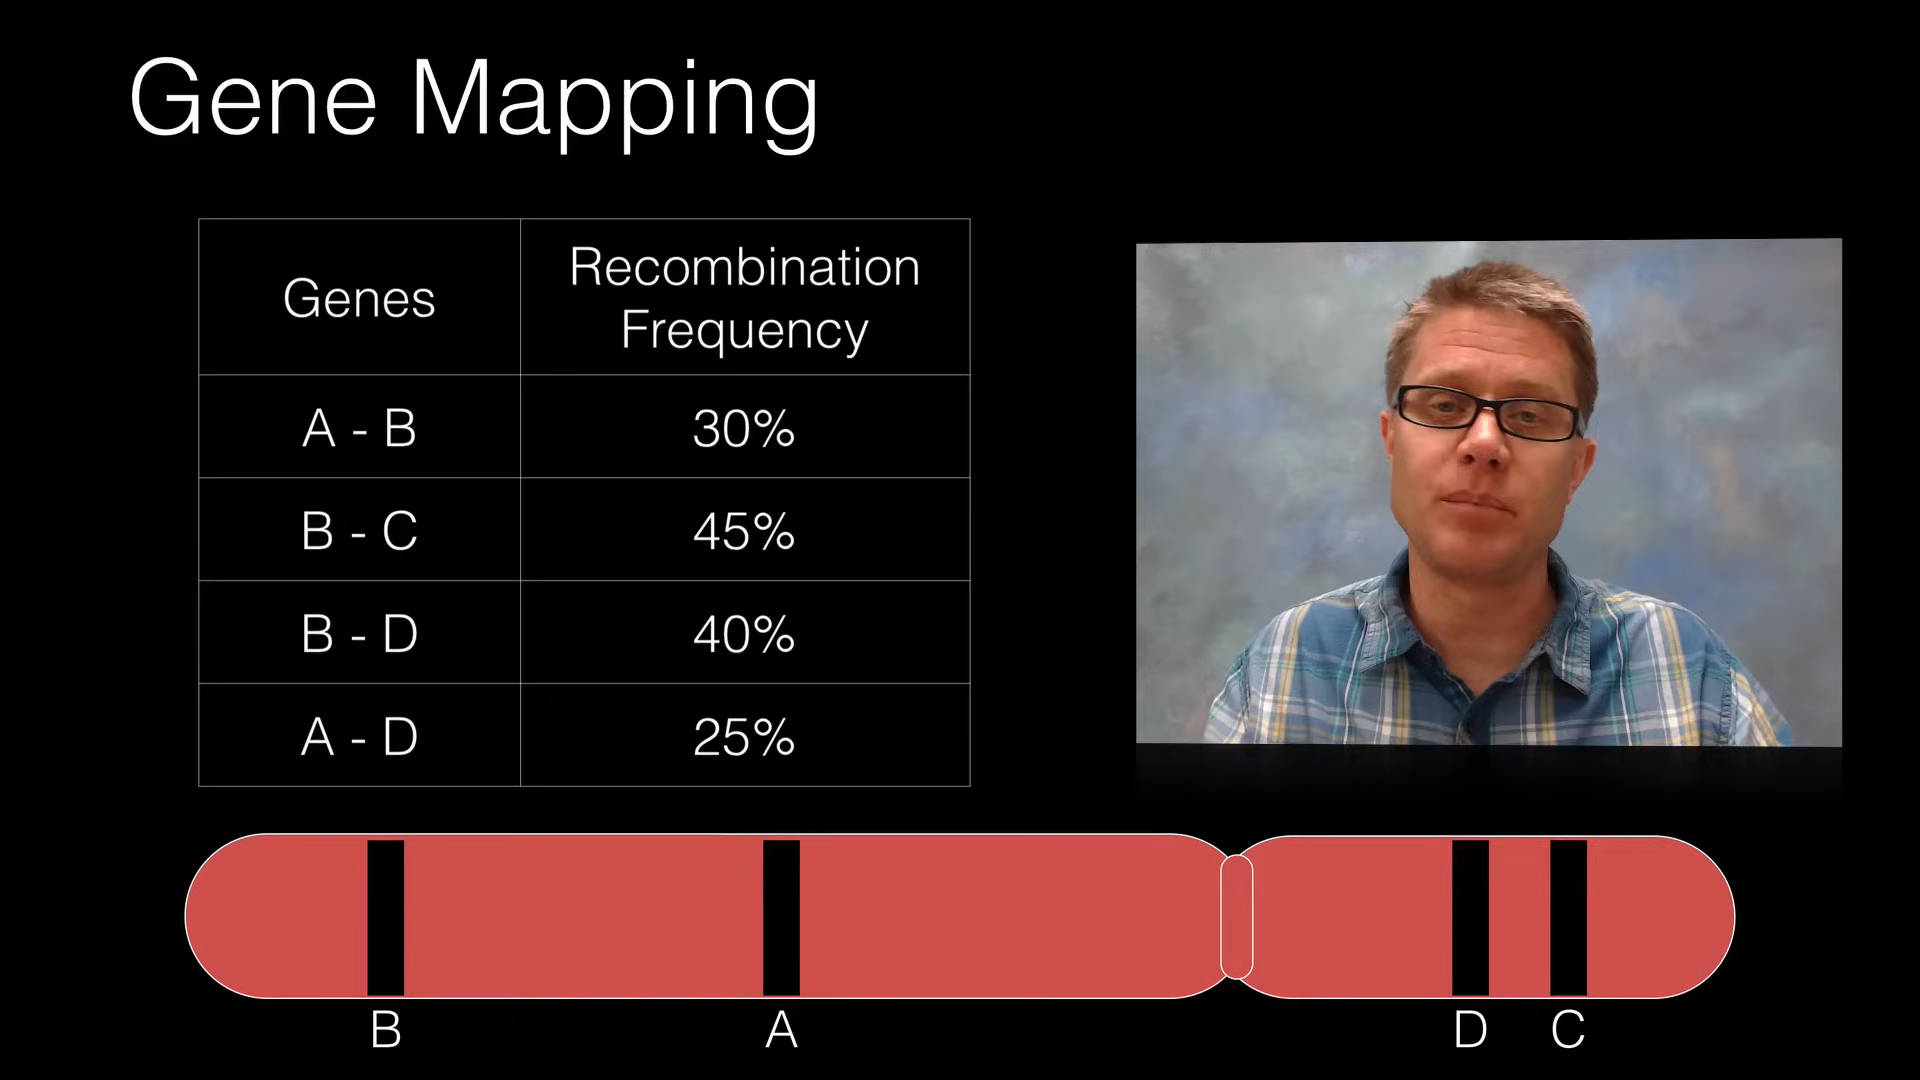 Gene Mapping
Genes
Recombination
Frequency
A - B
30%
B - C
45%
B - D
40%
A - D
25%
B
A
D
C